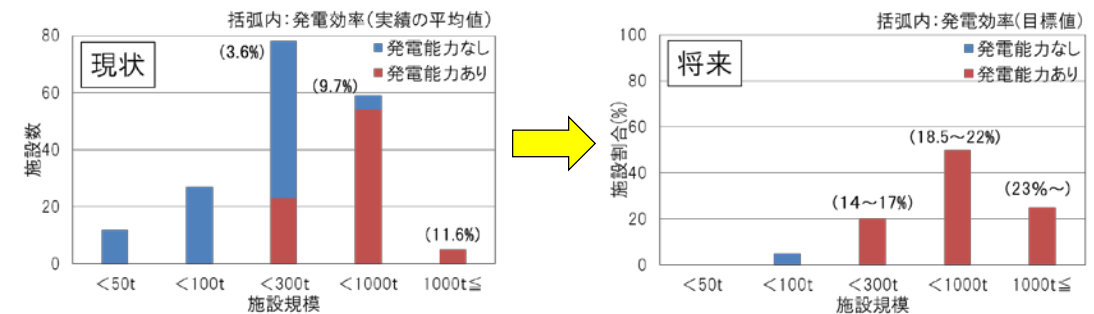 括弧内：発電効率（実績の平均値）
現状
発電能力なし
発電能力あり
施設数
80
60
40
20
0
(3.6%)
(9.7%)
(11.6%)
＜50t
＜100t
＜300t
＜1000t
1000t≦
施設規模
括弧内：発電効率(目標値)
将来
発電能力なし
発電能力あり
施設割合(%)
100
80
60
40
20
0
(14～17%)
(18.5～22%)
(23%～)
＜50t
＜100t
＜300t
＜1000t
1000t≦
施設規模